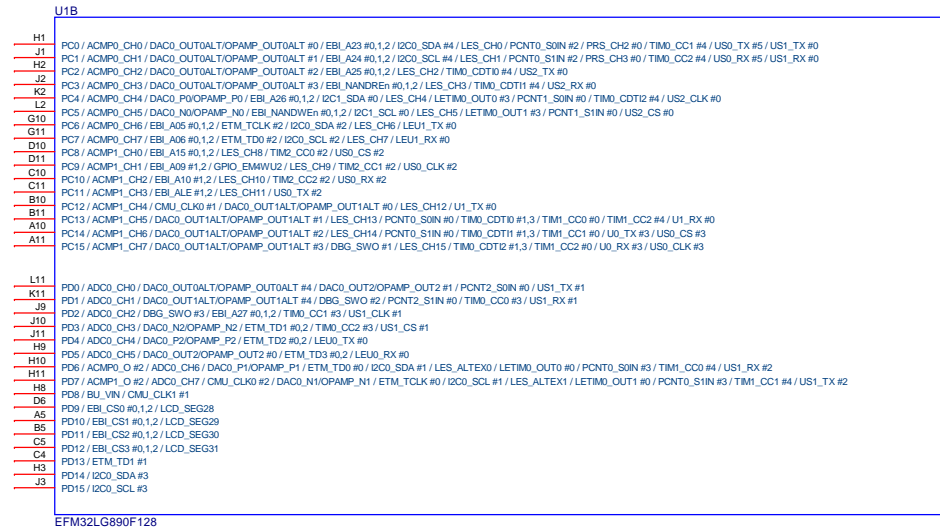 U1B
H1 PC0 / ACMP0_CH0 / DAC0_OUT0ALT/OPAMP_OUT0ALT #0 / EBI_A23 #0,1,2 / I2C0_SDA #4 / LES_CH0 / PCNT0_S0IN #2 / PRS_CH2 #0 / TIM0_CC1 #4 / US0_TX #5 / US1_TX #0
J1 PC1 / ACMP0_CH1 / DAC0_OUT0ALT/OPAMP_OUT0ALT #1 / EBI_A24 #0,1,2 / I2C0_SCL #4 / LES_CH1 / PCNT0_S1IN #2 / PRS_CH3 #0 / TIM0_CC2 #4 / US0_RX #5 / US1_RX #0
H2 PC2 / ACMP0_CH2 / DAC0_OUT0ALT/OPAMP_OUT0ALT #2 / EBI_A25 #0,1,2 / LES_CH2 / TIM0_CDTI0 #4 / US2_TX #0
J2 PC3 / ACMP0_CH3 / DAC0_OUT0ALT/OPAMP_OUT0ALT #3 / EBI_NANDREn #0,1,2 / LES_CH3 / TIM0_CDTI1 #4 / US2_RX #0
K2 PC4 / ACMP0_CH4 / DAC0_P0/OPAMP_P0 / EBI_A26 #0,1,2 / I2C1_SDA #0 / LES_CH4 / LETIM0_OUT0 #3 / PCNT1_S0IN #0 / TIM0_CDTI2 #4 / US2_CLK #0
L2 PC5 / ACMP0_CH5 / DAC0_N0/OPAMP_N0 / EBI_NANDWEn #0,1,2 / I2C1_SCL #0 / LES_CH5 / LETIM0_OUT1 #3 / PCNT1_S1IN #0 / US2_CS #0
G10 PC6 / ACMP0_CH6 / EBI_A05 #0,1,2 / ETM_TCLK #2 / I2C0_SDA #2 / LES_CH6 / LEU1_TX #0
G11 PC7 / ACMP0_CH7 / EBI_A06 #0,1,2 / ETM_TD0 #2 / I2C0_SCL #2 / LES_CH7 / LEU1_RX #0
D10 PC8 / ACMP1_CH0 / EBI_A15 #0,1,2 / LES_CH8 / TIM2_CC0 #2 / US0_CS #2
D11 PC9 / ACMP1_CH1 / EBI_A09 #1,2 / GPIO_EM4WU2 / LES_CH9 / TIM2_CC1 #2 / US0_CLK #2
C10 PC10 / ACMP1_CH2 / EBI_A10 #1,2 / LES_CH10 / TIM2_CC2 #2 / US0_RX #2
C11 PC11 / ACMP1_CH3 / EBI_ALE #1,2 / LES_CH11 / US0_TX #2
B10 PC12 / ACMP1_CH4 / CMU_CLK0 #1 / DAC0_OUT1ALT/OPAMP_OUT1ALT #0 / LES_CH12 / U1_TX #0
B11 PC13 / ACMP1_CH5 / DAC0_OUT1ALT/OPAMP_OUT1ALT #1 / LES_CH13 / PCNT0_S0IN #0 / TIM0_CDTI0 #1,3 / TIM1_CC0 #0 / TIM1_CC2 #4 / U1_RX #0
A10 PC14 / ACMP1_CH6 / DAC0_OUT1ALT/OPAMP_OUT1ALT #2 / LES_CH14 / PCNT0_S1IN #0 / TIM0_CDTI1 #1,3 / TIM1_CC1 #0 / U0_TX #3 / US0_CS #3
A11 PC15 / ACMP1_CH7 / DAC0_OUT1ALT/OPAMP_OUT1ALT #3 / DBG_SWO #1 / LES_CH15 / TIM0_CDTI2 #1,3 / TIM1_CC2 #0 / U0_RX #3 / US0_CLK #3
L11 PD0 / ADC0_CH0 / DAC0_OUT0ALT/OPAMP_OUT0ALT #4 / DAC0_OUT2/OPAMP_OUT2 #1 / PCNT2_S0IN #0 / US1_TX #1
K11 PD1 / ADC0_CH1 / DAC0_OUT1ALT/OPAMP_OUT1ALT #4 / DBG_SWO #2 / PCNT2_S1IN #0 / TIM0_CC0 #3 / US1_RX #1
J9 PD2 / ADC0_CH2 / DBG_SWO #3 / EBI_A27 #0,1,2 / TIM0_CC1 #3 / US1_CLK #1
J10 PD3 / ADC0_CH3 / DAC0_N2/OPAMP_N2 / ETM_TD1 #0,2 / TIM0_CC2 #3 / US1_CS #1
J11 PD4 / ADC0_CH4 / DAC0_P2/OPAMP_P2 / ETM_TD2 #0,2 / LEU0_TX #0
H9 PD5 / ADC0_CH5 / DAC0_OUT2/OPAMP_OUT2 #0 / ETM_TD3 #0,2 / LEU0_RX #0
H10 PD6 / ACMP0_O #2 / ADC0_CH6 / DAC0_P1/OPAMP_P1 / ETM_TD0 #0 / I2C0_SDA #1 / LES_ALTEX0 / LETIM0_OUT0 #0 / PCNT0_S0IN #3 / TIM1_CC0 #4 / US1_RX #2
H11 PD7 / ACMP1_O #2 / ADC0_CH7 / CMU_CLK0 #2 / DAC0_N1/OPAMP_N1 / ETM_TCLK #0 / I2C0_SCL #1 / LES_ALTEX1 / LETIM0_OUT1 #0 / PCNT0_S1IN #3 / TIM1_CC1 #4 / US1_TX #2
H8 PD8 / BU_VIN / CMU_CLK1 #1
D6 PD9 / EBI_CS0 #0,1,2 / LCD_SEG28
A5 PD10 / EBI_CS1 #0,1,2 / LCD_SEG29
B5 PD11 / EBI_CS2 #0,1,2 / LCD_SEG30
C5 PD12 / EBI_CS3 #0,1,2 / LCD_SEG31
C4 PD13 / ETM_TD1 #1
H3 PD14 / I2C0_SDA #3
J3 PD15 / I2C0_SCL #3
EFM32LG890F128